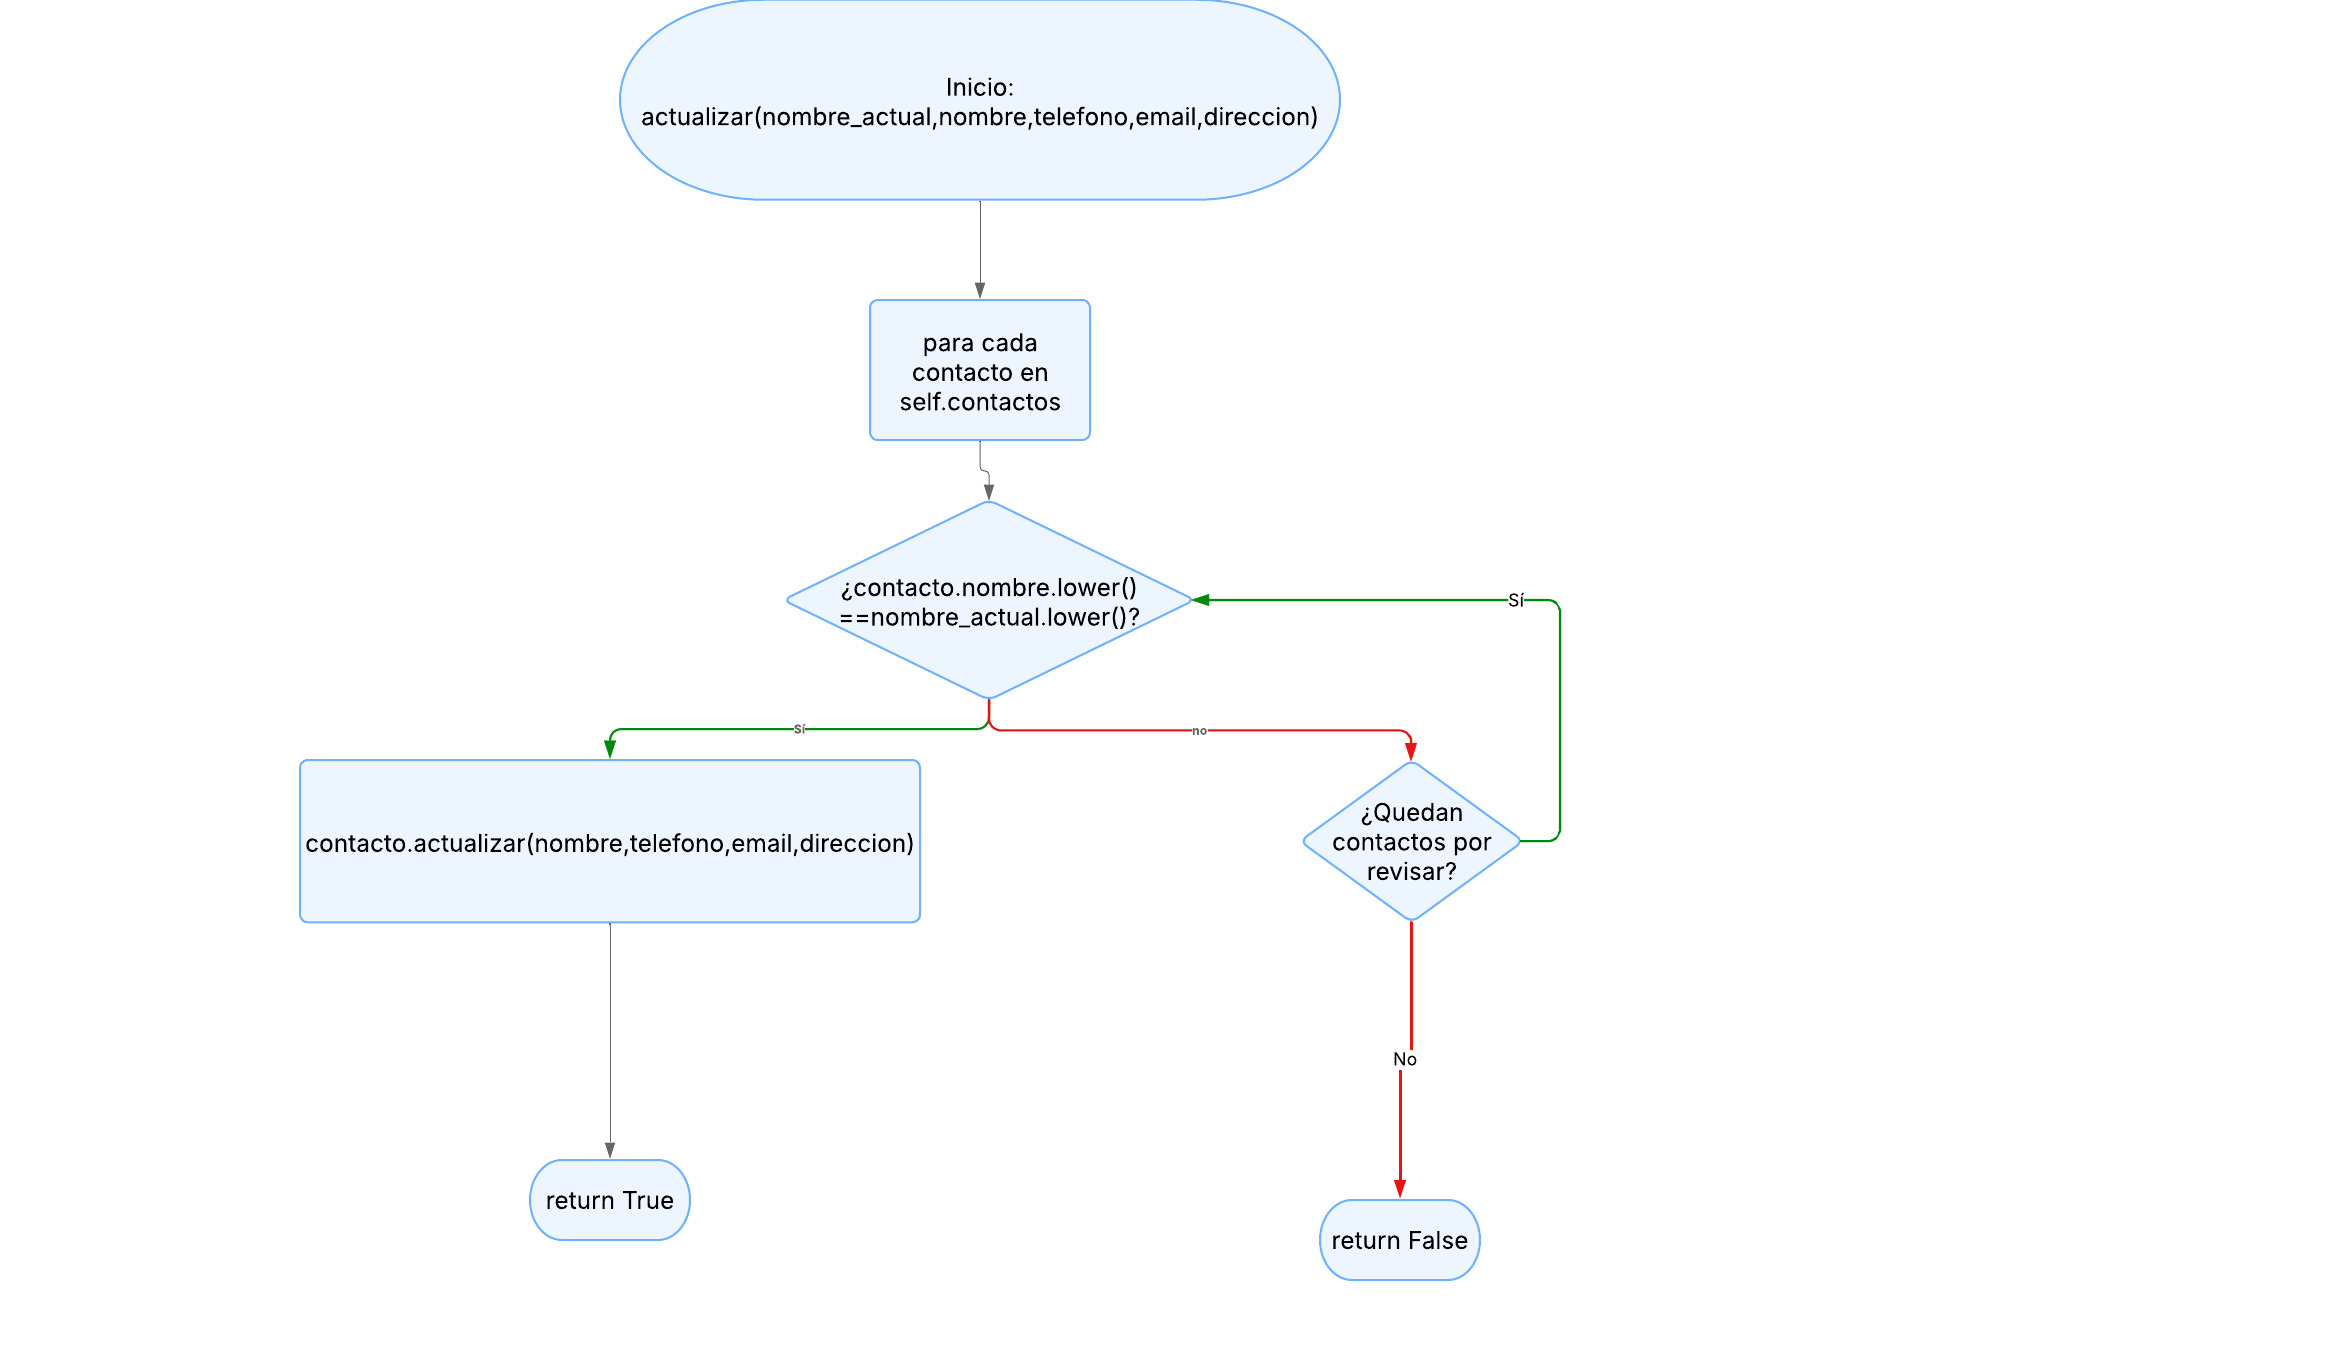 Inicio:
actualizar(nombre_actual,nombre,telefono,email,direccion)
para cada
contacto en
self.contactos
¿contacto.nombre.lower()
==nombre_actual.lower()?
Sí
Sí
no
contacto.actualizar(nombre,telefono,email,direccion)
¿Quedan
contactos por
revisar?
No
return True
return False